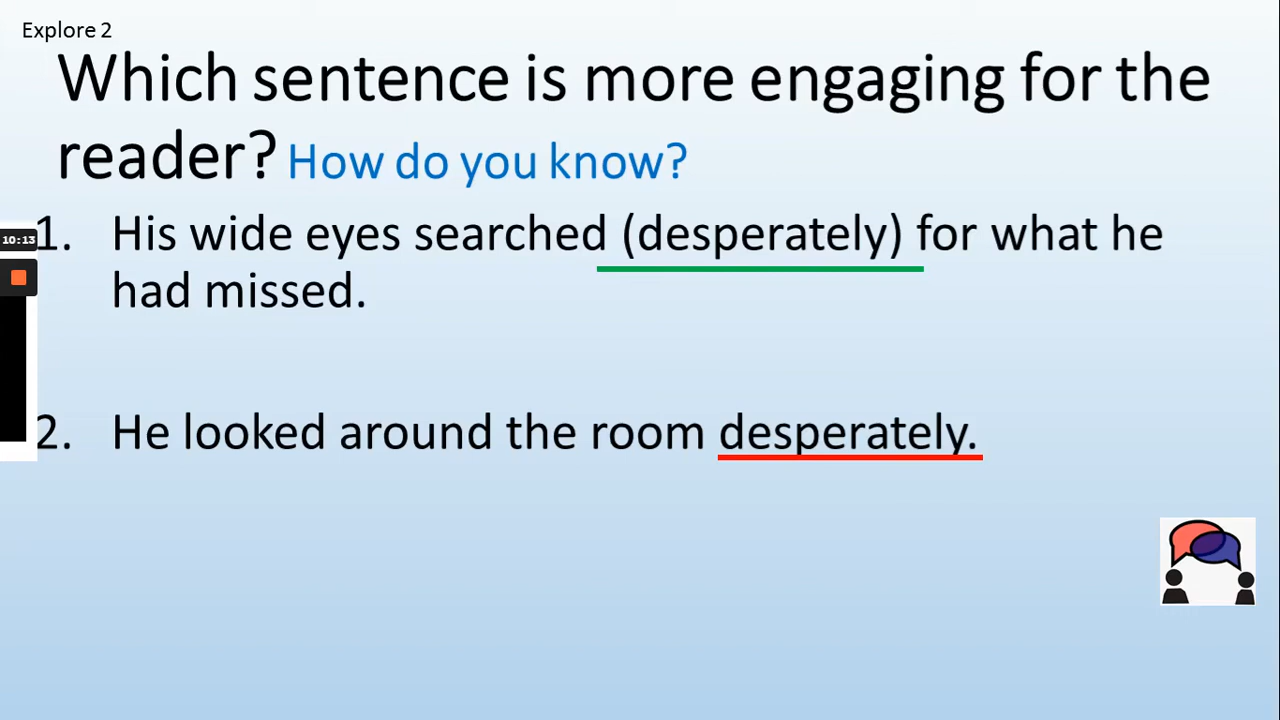 Explore 2
Which sentence is more engaging for the
reader? How do you know?
10:13
1. His wide eyes searched (desperately) for what he
had missed.
2. He looked around the room desperately.